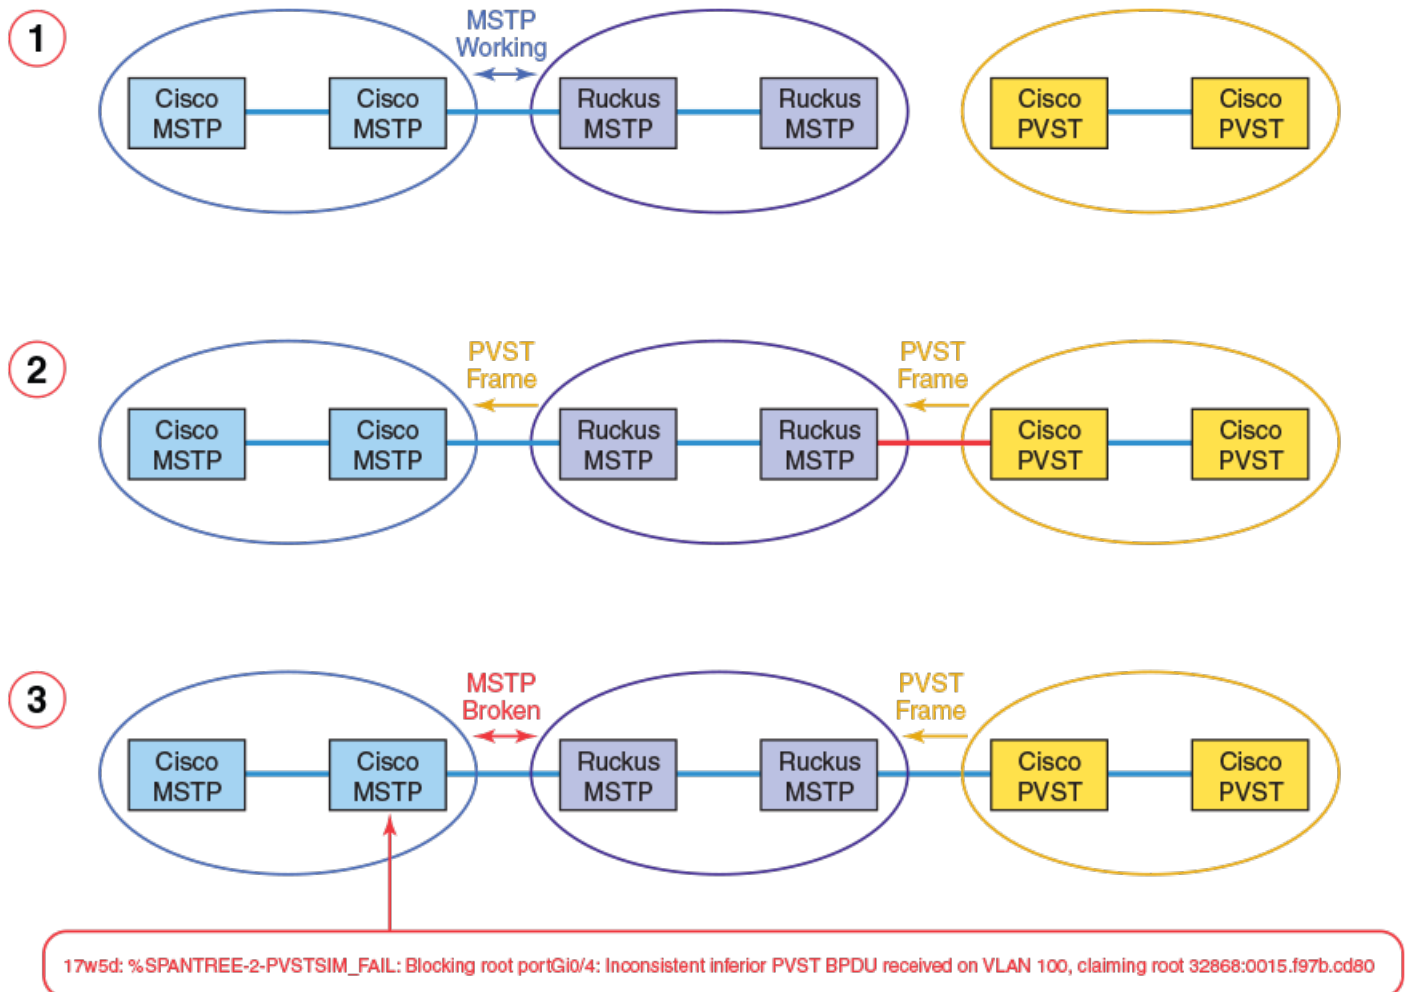 1
MSTP
Working
Cisco
MSTP
Cisco
MSTP
Ruckus
MSTP
Ruckus
MSTP
Cisco
PVST
Cisco
PVST
2
PVST
Frame
PVST
Frame
Cisco
MSTP
Cisco
MSTP
Ruckus
MSTP
Ruckus
MSTP
Cisco
PVST
Cisco
PVST
3
MSTP
Broken
PVST
Frame
Cisco
MSTP
Cisco
MSTP
Ruckus
MSTP
Ruckus
MSTP
Cisco
PVST
Cisco
PVST
17w5d: %SPANTREE-2-PVSTSIM_FAIL: Blocking root portGi0/4: Inconsistent inferior PVST BPDU received on VLAN 100, claiming root 32868:0015.f97b.cd80